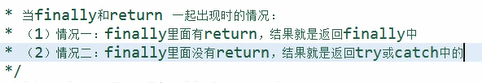 * 当finally和return 一起出现时的情况：
* （1）情况一：finally里面有return，结果就是返回finally中
* （2）情况二：finally里面没有return，结果就是返回try或catch中的
*/